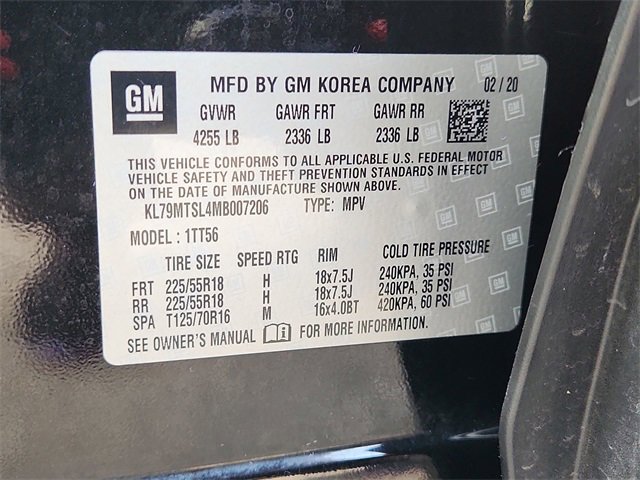 GM MFD BY GM KOREA COMPANY 02/20
GVWR GAWR FRT GAWR RR
4255 LB 2336 LB 2336 LB
THIS VEHICLE CONFORMS TO ALL APPLICABLE U.S. FEDERAL MOTOR
VEHICLE SAFETY AND THEFT PREVENTION STANDARDS IN EFFECT
ON THE DATE OF MANUFACTURE SHOWN ABOVE.
KL79MTSL4MB007206 TYPE: MPV
MODEL: 1TT56
TIRE SIZE SPEED RTG RIM COLD TIRE PRESSURE
FRT 225/55R18 H 18x7.5J 240KPA, 35 PSI
RR 225/55R18 H 18x7.5J 240KPA, 35 PSI
SPA T125/70R16 M 16x4.0BT 420KPA, 60 PSI
SEE OWNER'S MANUAL FOR MORE INFORMATION.